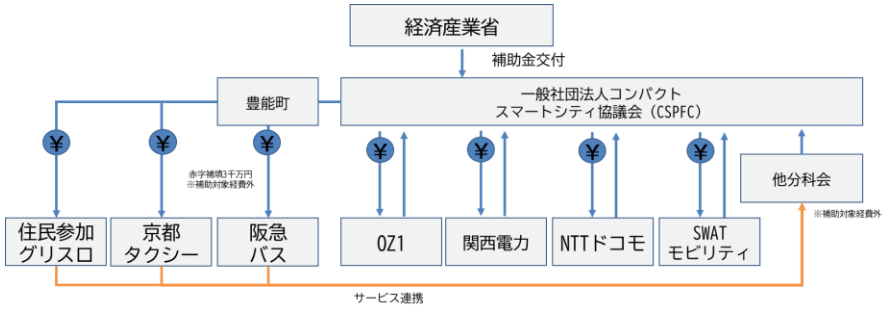 経済産業省
補助金交付
豊能町
一般社団法人コンパクト
スマートシティ協議会（CSPFC）
¥
¥
¥
¥
¥
¥
¥
赤字補填3千万円
※補助対象経費外
他分科会
※補助対象経費外
住民参加
グリスロ
京都
タクシー
阪急
バス
OZ1
関西電力
NTTドコモ
SWAT
モビリティ
サービス連携